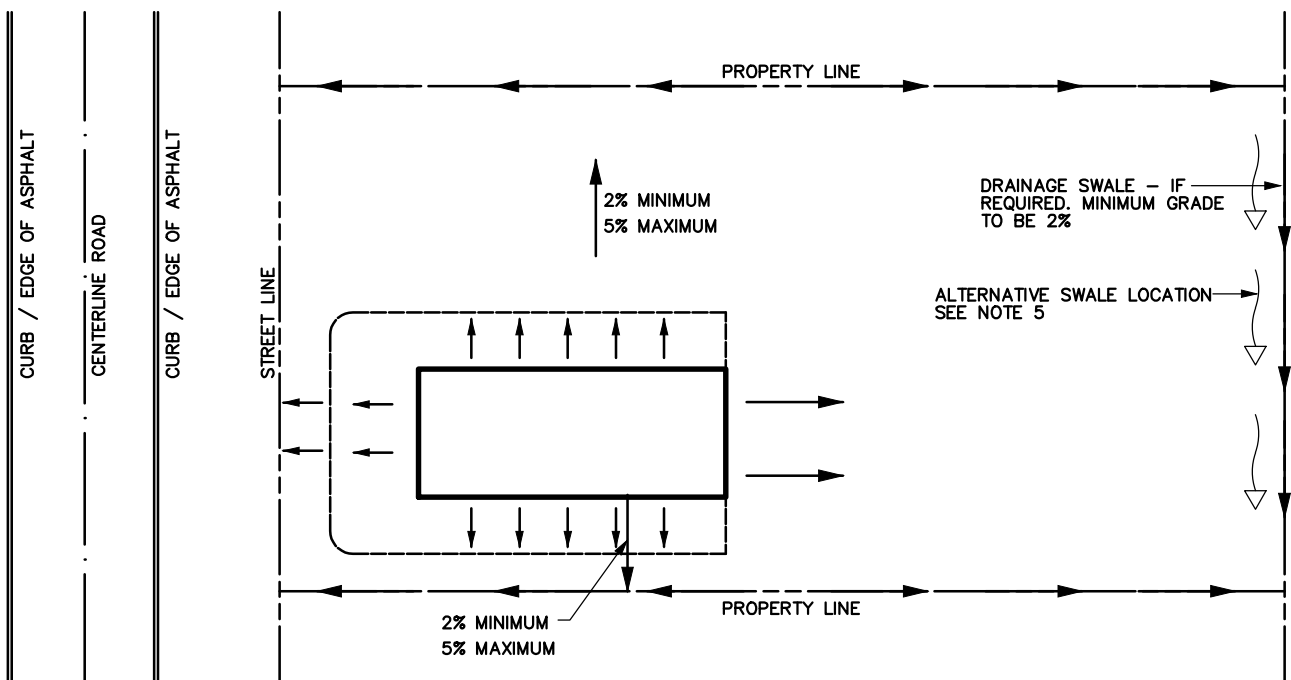 CURB / EDGE OF ASPHALT
CENTERLINE ROAD
CURB / EDGE OF ASPHALT
STREET LINE
PROPERTY LINE
2% MINIMUM
5% MAXIMUM
DRAINAGE SWALE – IF
REQUIRED. MINIMUM GRADE
TO BE 2%
ALTERNATIVE SWALE LOCATION
SEE NOTE 5
PROPERTY LINE
2% MINIMUM
5% MAXIMUM